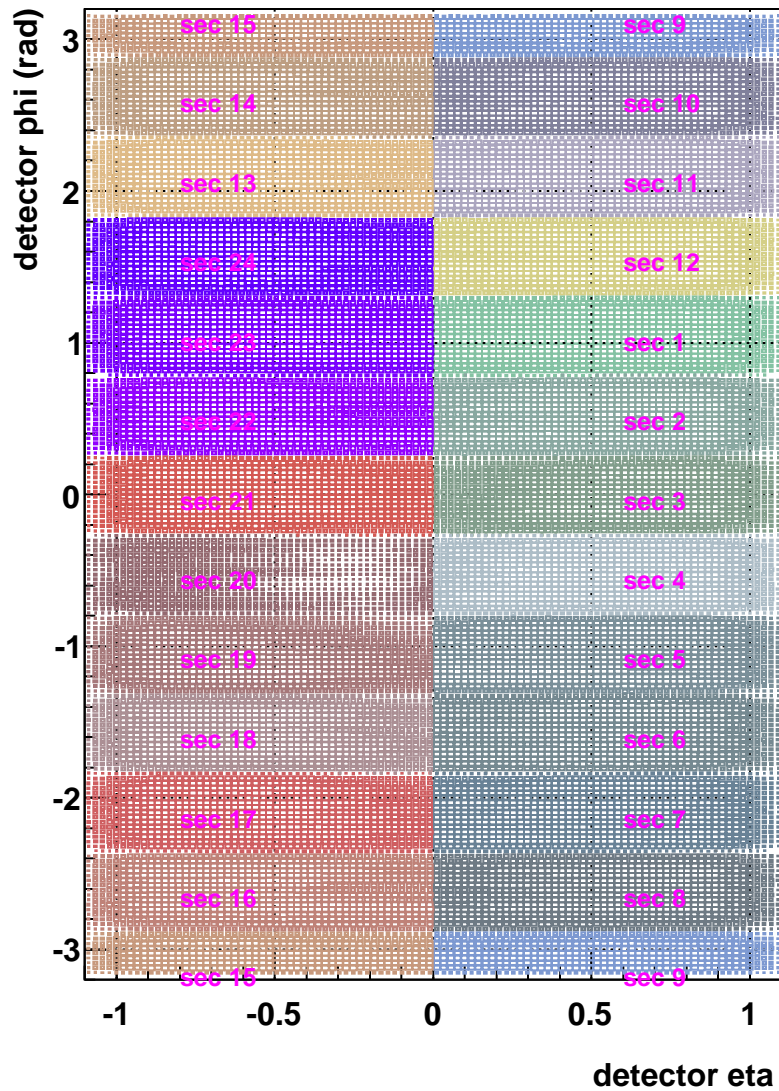 detector phi (rad)
3
2
1
0
-1
-2
-3
sec 15
sec 9
sec 14
sec 10
sec 13
sec 11
sec 24
sec 12
sec 23
sec 1
sec 22
sec 2
sec 21
sec 3
sec 20
sec 4
sec 19
sec 5
sec 18
sec 6
sec 17
sec 7
sec 16
sec 8
sec 15
sec 9
-1 -0.5 0 0.5 1
detector eta